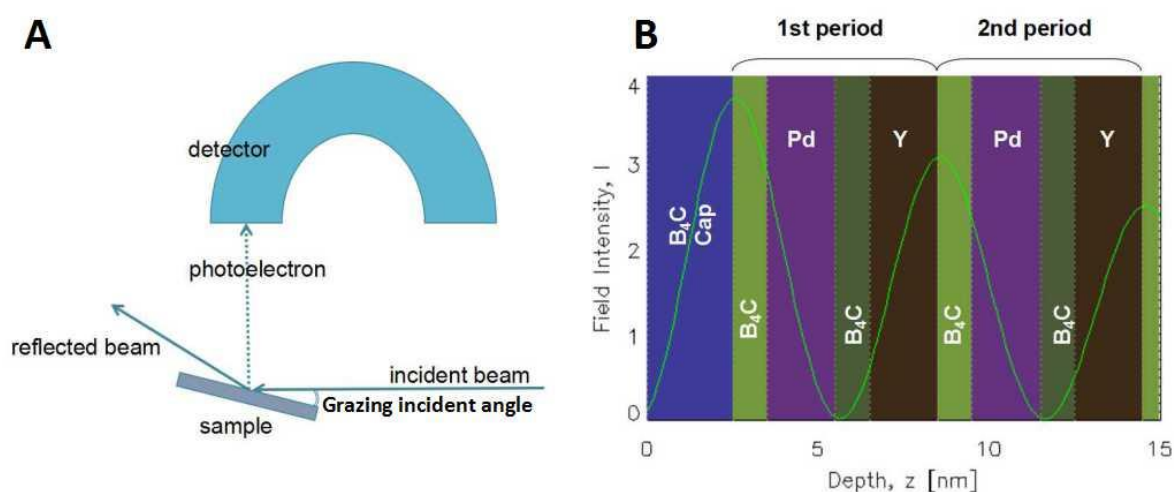 A
detector
photoelectron
reflected beam
incident beam
Grazing incident angle
sample
B
1st period
2nd period
4
3
2
1
0
Field Intensity, I
B₄C
Cap
B₄C
Pd
B₄C
Y
B₄C
Pd
B₄C
Y
0
5
10
15
Depth, z [nm]